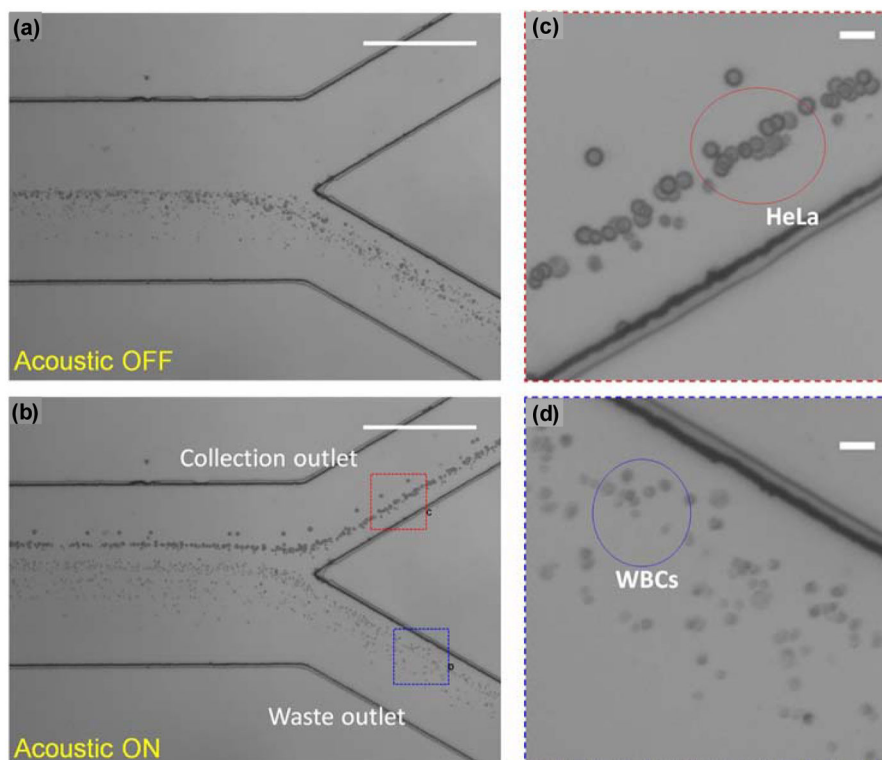 (a)
Acoustic OFF
(b)
Collection outlet
c
D
Waste outlet
Acoustic ON
(c)
HeLa
(d)
WBCs